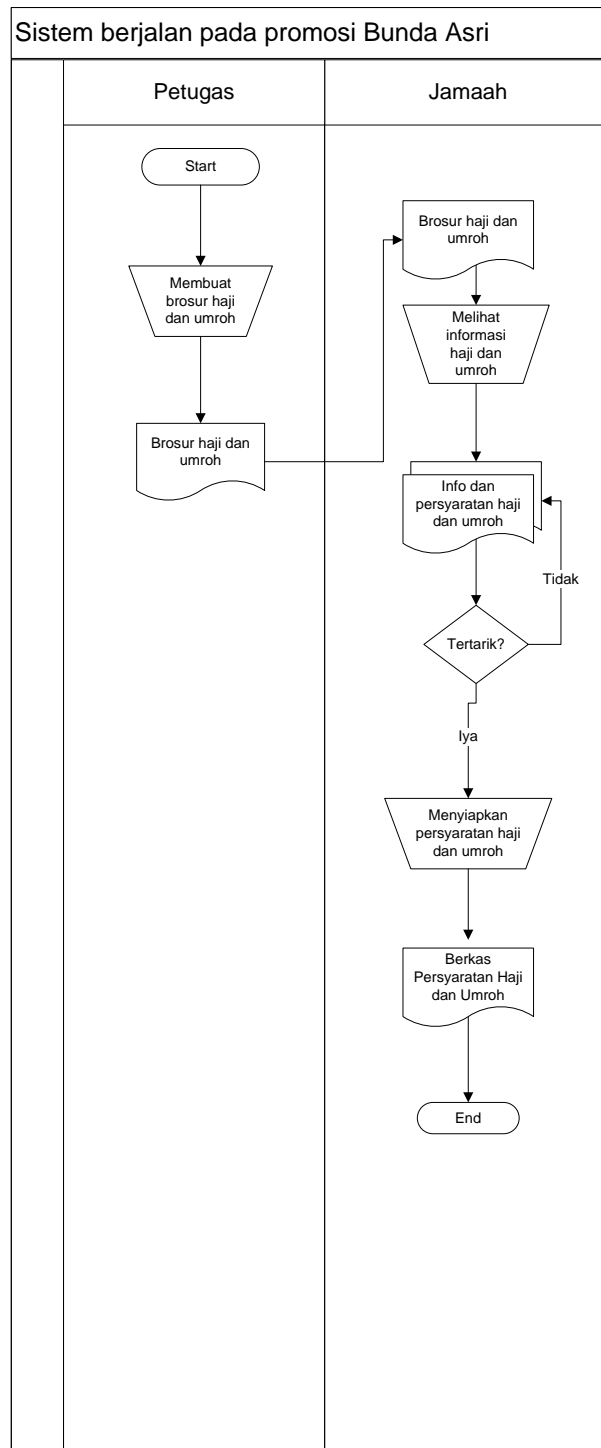 Sistem berjalan pada promosi Bunda Asri
Petugas
Jamaah
Start
Membuat
brosur haji
dan umroh
Brosur haji dan
umroh
Brosur haji dan
umroh
Melihat
informasi
haji dan
umroh
Info dan
persyaratan haji
dan umroh
Tidak
Tertarik?
Iya
Menyiapkan
persyaratan haji
dan umroh
Berkas
Persyaratan Haji
dan Umroh
End